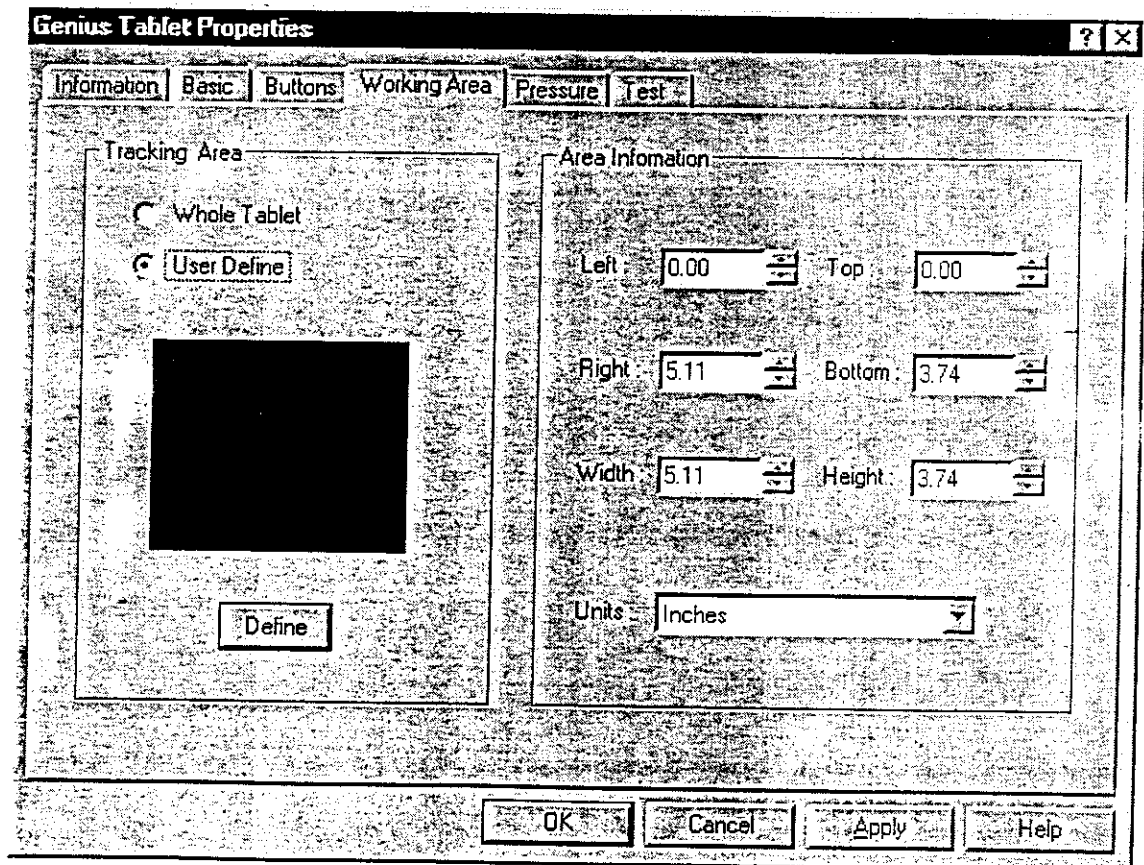 Genius Tablet Properties
Information Basic Buttons Working Area Pressure Test
Tracking Area
Whole Tablet
User Define
Define
Area Infomation
Left : 0.00 Top : 0.00
Right : 5.11 Bottom : 3.74
Width : 5.11 Height : 3.74
Units : Inches
OK Cancel Apply Help